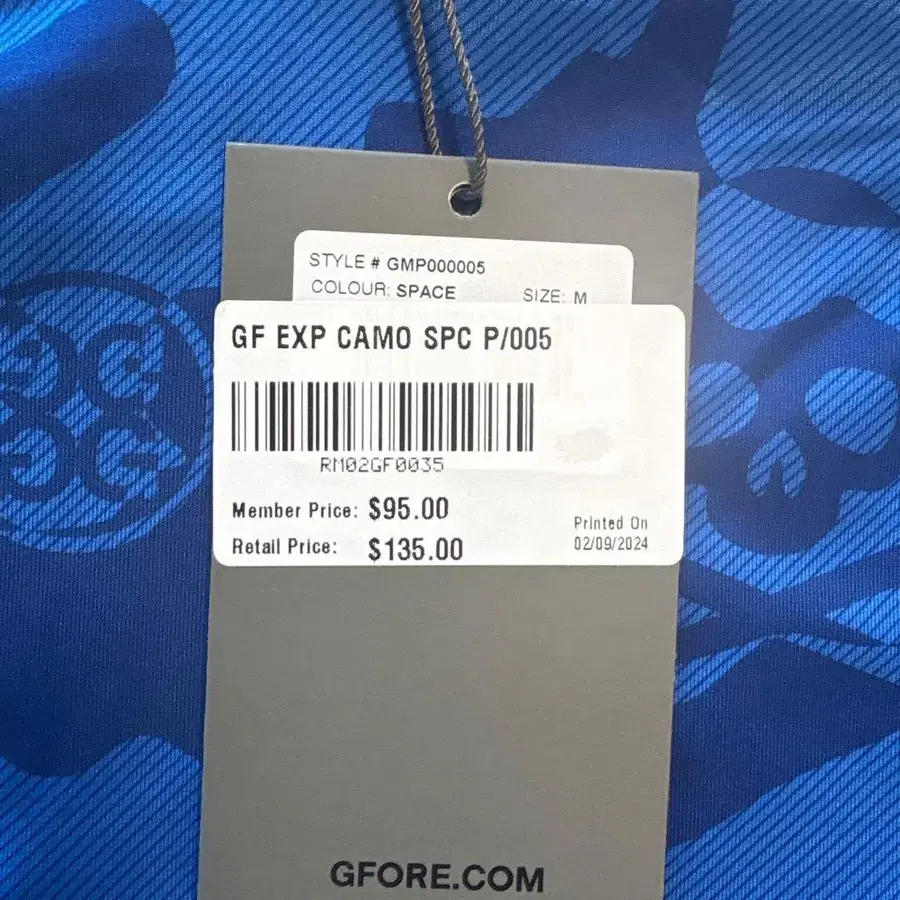 STYLE # GMP000005
COLOUR: SPACE SIZE: M
GF EXP CAMO SPC P/005
RM02GF0035
Member Price: $95.00
Retail Price: $135.00
Printed On
02/09/2024
GFORE.COM